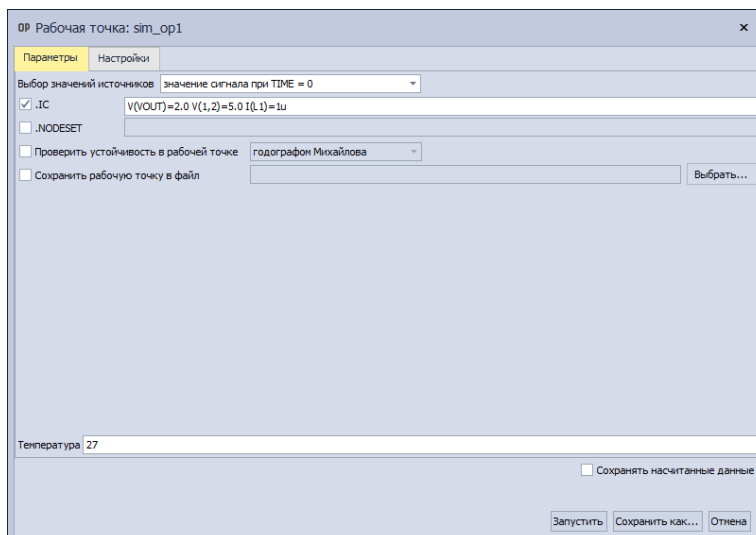 OP Рабочая точка: sim_op1
Параметры Настройки
Выбор значений источников значение сигнала при TIME = 0
.IC V(VOUT)=2.0 V(1,2)=5.0 I(L1)=1u
.NODESET
Проверить устойчивость в рабочей точке годографом Михайлова
Сохранить рабочую точку в файл Выбрать...
Температура 27
Сохранять насчитанные данные
Запустить Сохранить как... Отмена